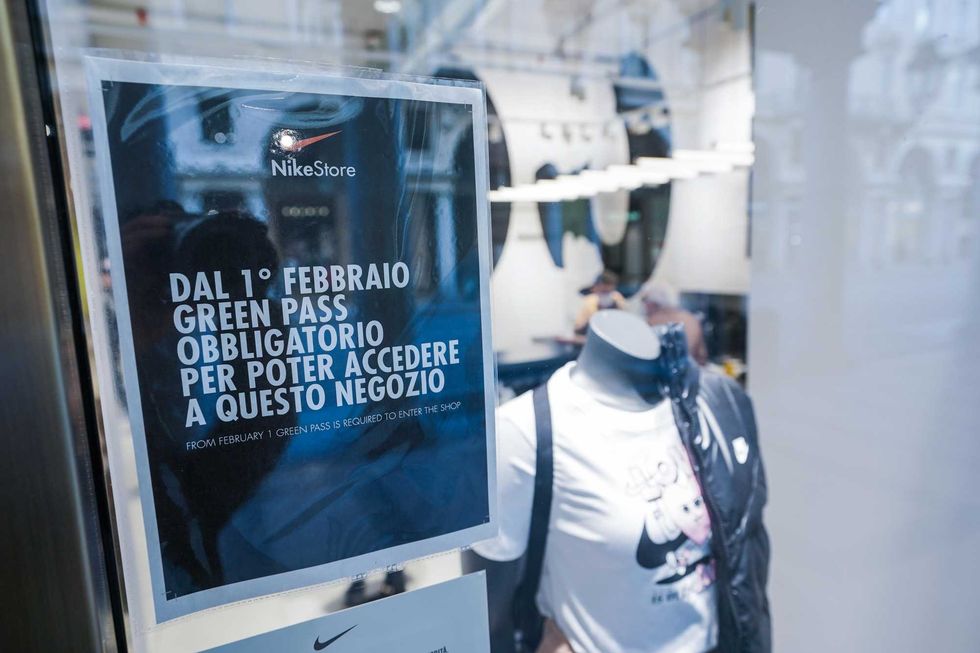 NikeStore
DAL 1° FEBBRAIO
GREEN PASS
OBBLIGATORIO
PER POTER ACCEDERE
A QUESTO NEGOZIO
FROM FEBRUARY 1 GREEN PASS IS REQUIRED TO ENTER THE SHOP